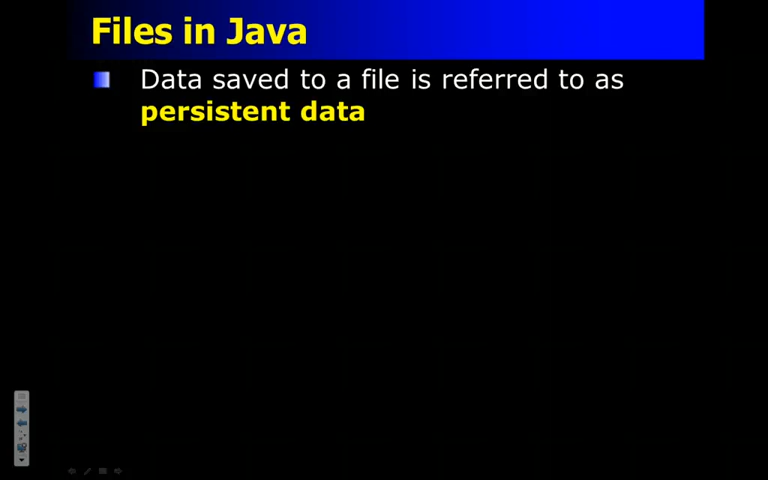 Files in Java
Data saved to a file is referred to as
persistent data